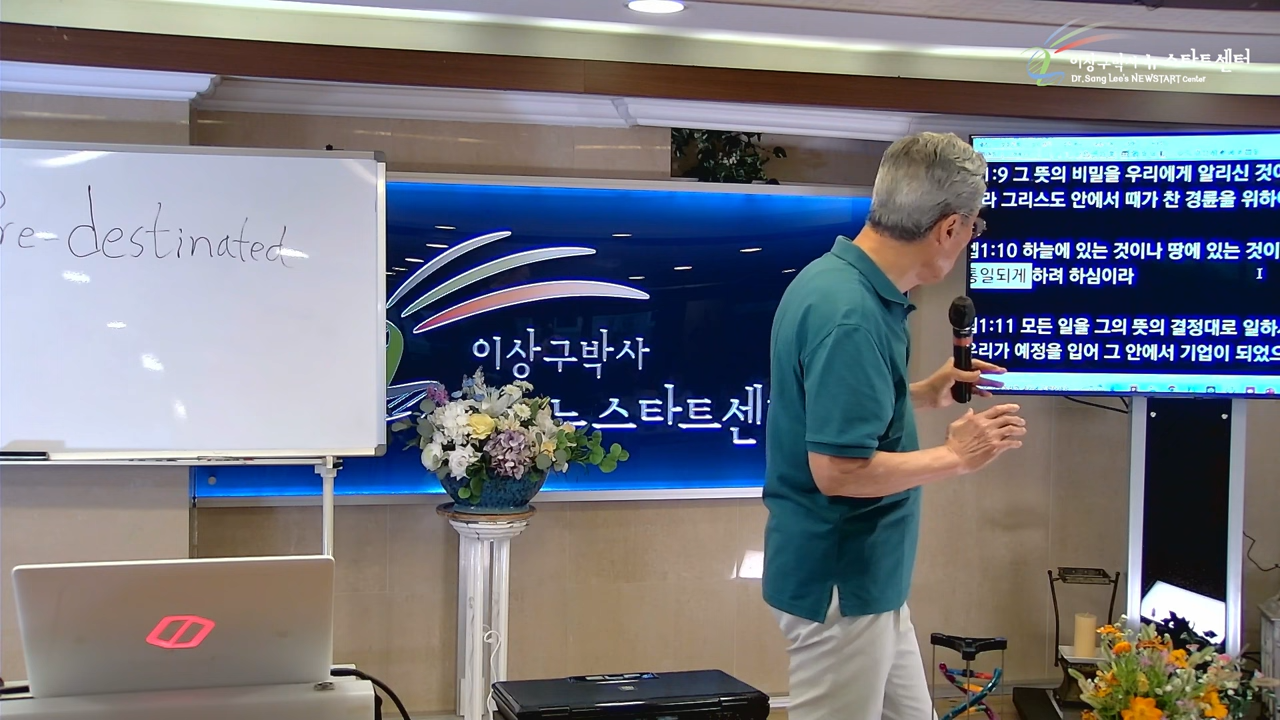 이상구박사 뉴스타트센터
Dr. Sang Lee's NEWSTART Center
Pre-destinated
이상구박사
뉴스타트센
1:9 그 뜻의 비밀을 우리에게 알리신 것이
라 그리스도 안에서 때가 찬 경륜을 위하
엡1:10 하늘에 있는 것이나 땅에 있는 것이
통일되게 하려 하심이라
1:11 모든 일을 그의 뜻의 결정대로 일하
우리가 예정을 입어 그 안에서 기업이 되었으